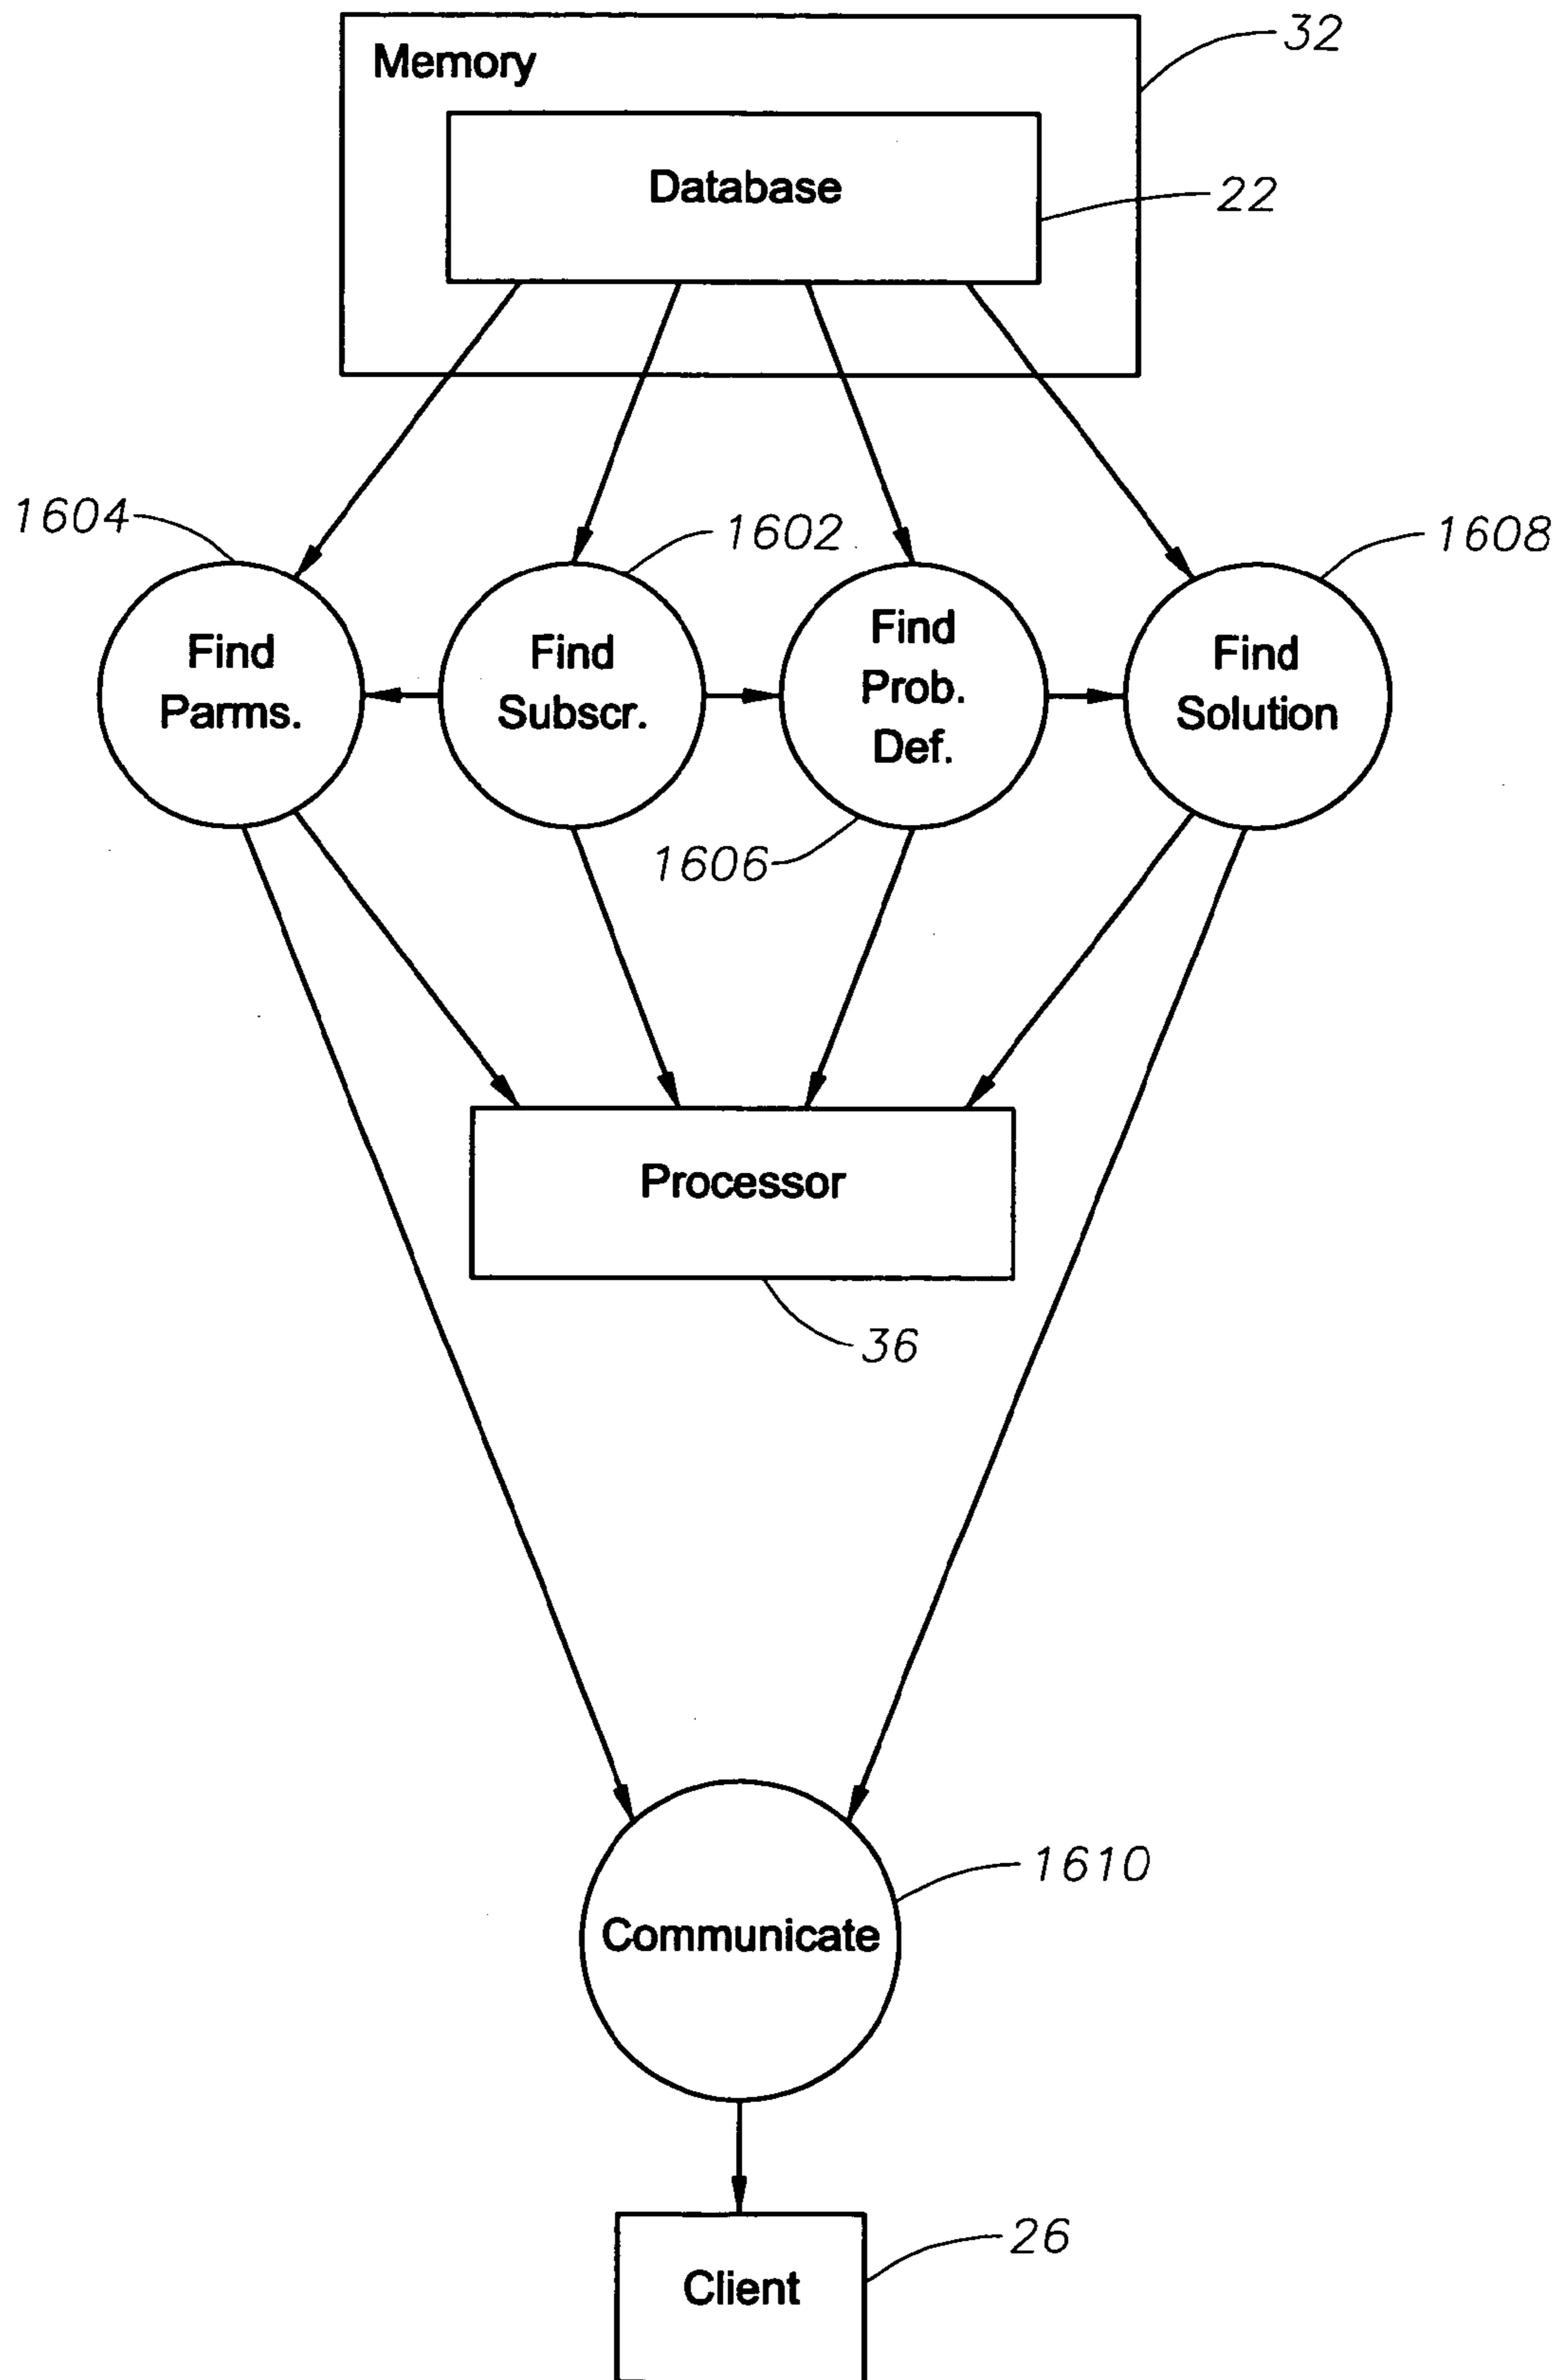 32
Memory
Database
22
1604
1602
1608
Find
Parms.
Find
Subscr.
Find
Prob.
Def.
Find
Solution
1606
Processor
36
1610
Communicate
26
Client